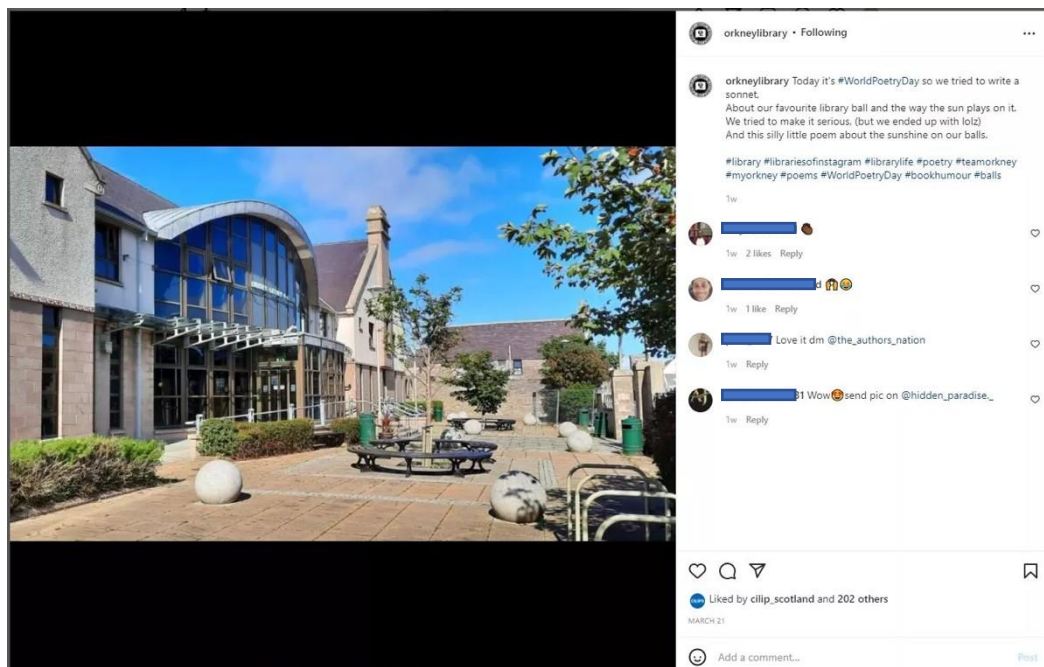 orkneylibrary • Following
orkneylibrary Today it's #WorldPoetryDay so we tried to write a
sonnet,
About our favourite library ball and the way the sun plays on it.
We tried to make it serious, (but we ended up with lolz)
And this silly little poem about the sunshine on our balls.
#library #librariesofinstagram #librarylife #poetry #teamorkney
#myorkney #poems #WorldPoetryDay #bookhumour #balls
1w
1w 2 likes Reply
d
1w 1 like Reply
Love it dm @the_authors_nation
1w Reply
31 Wow😍send pic on @hidden_paradise._
1w Reply
Liked by cilip_scotland and 202 others
MARCH 21
Add a comment...
Post